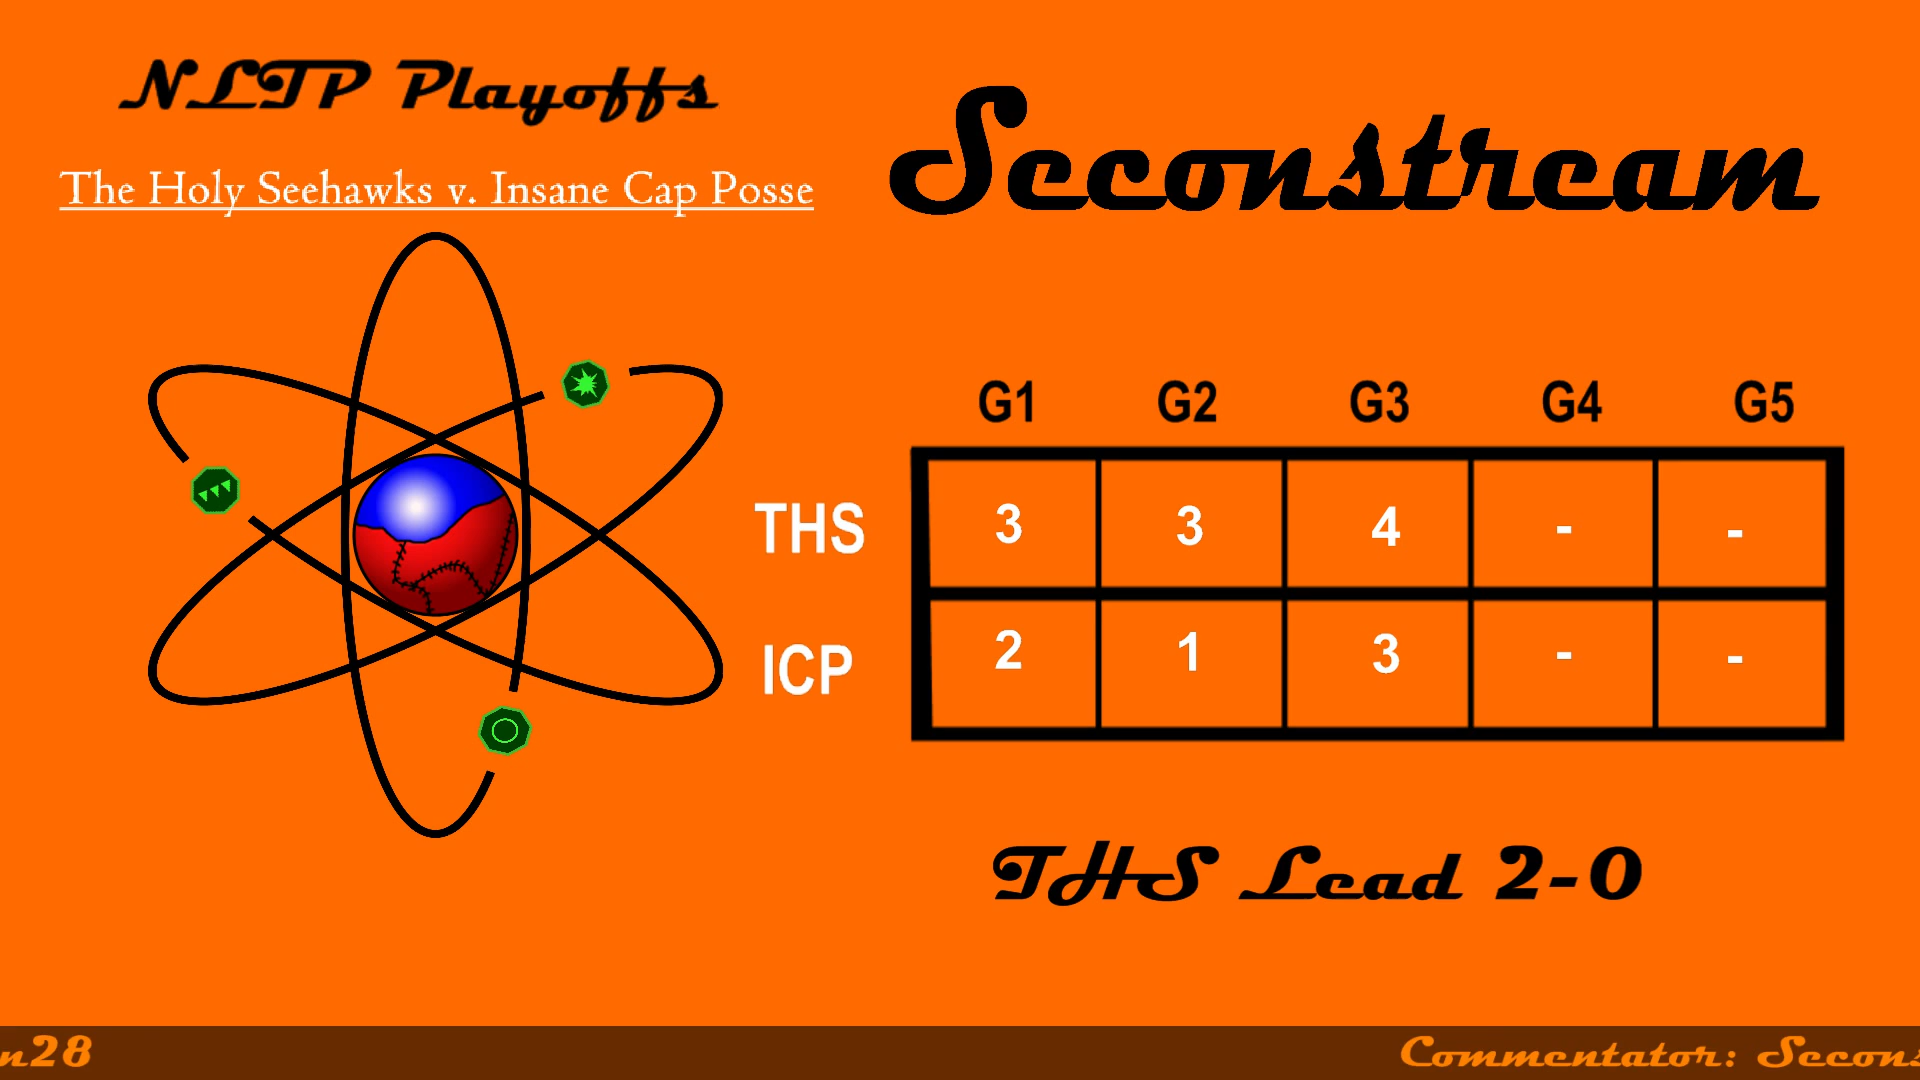 NLTP Playoffs
Seconstream
The Holy Seehawks v. Insane Cap Posse
G1 G2 G3 G4 G5
THS 3 3 4 - -
ICP 2 1 3 - -
THS Lead 2-0
n28 Commentator: Secons